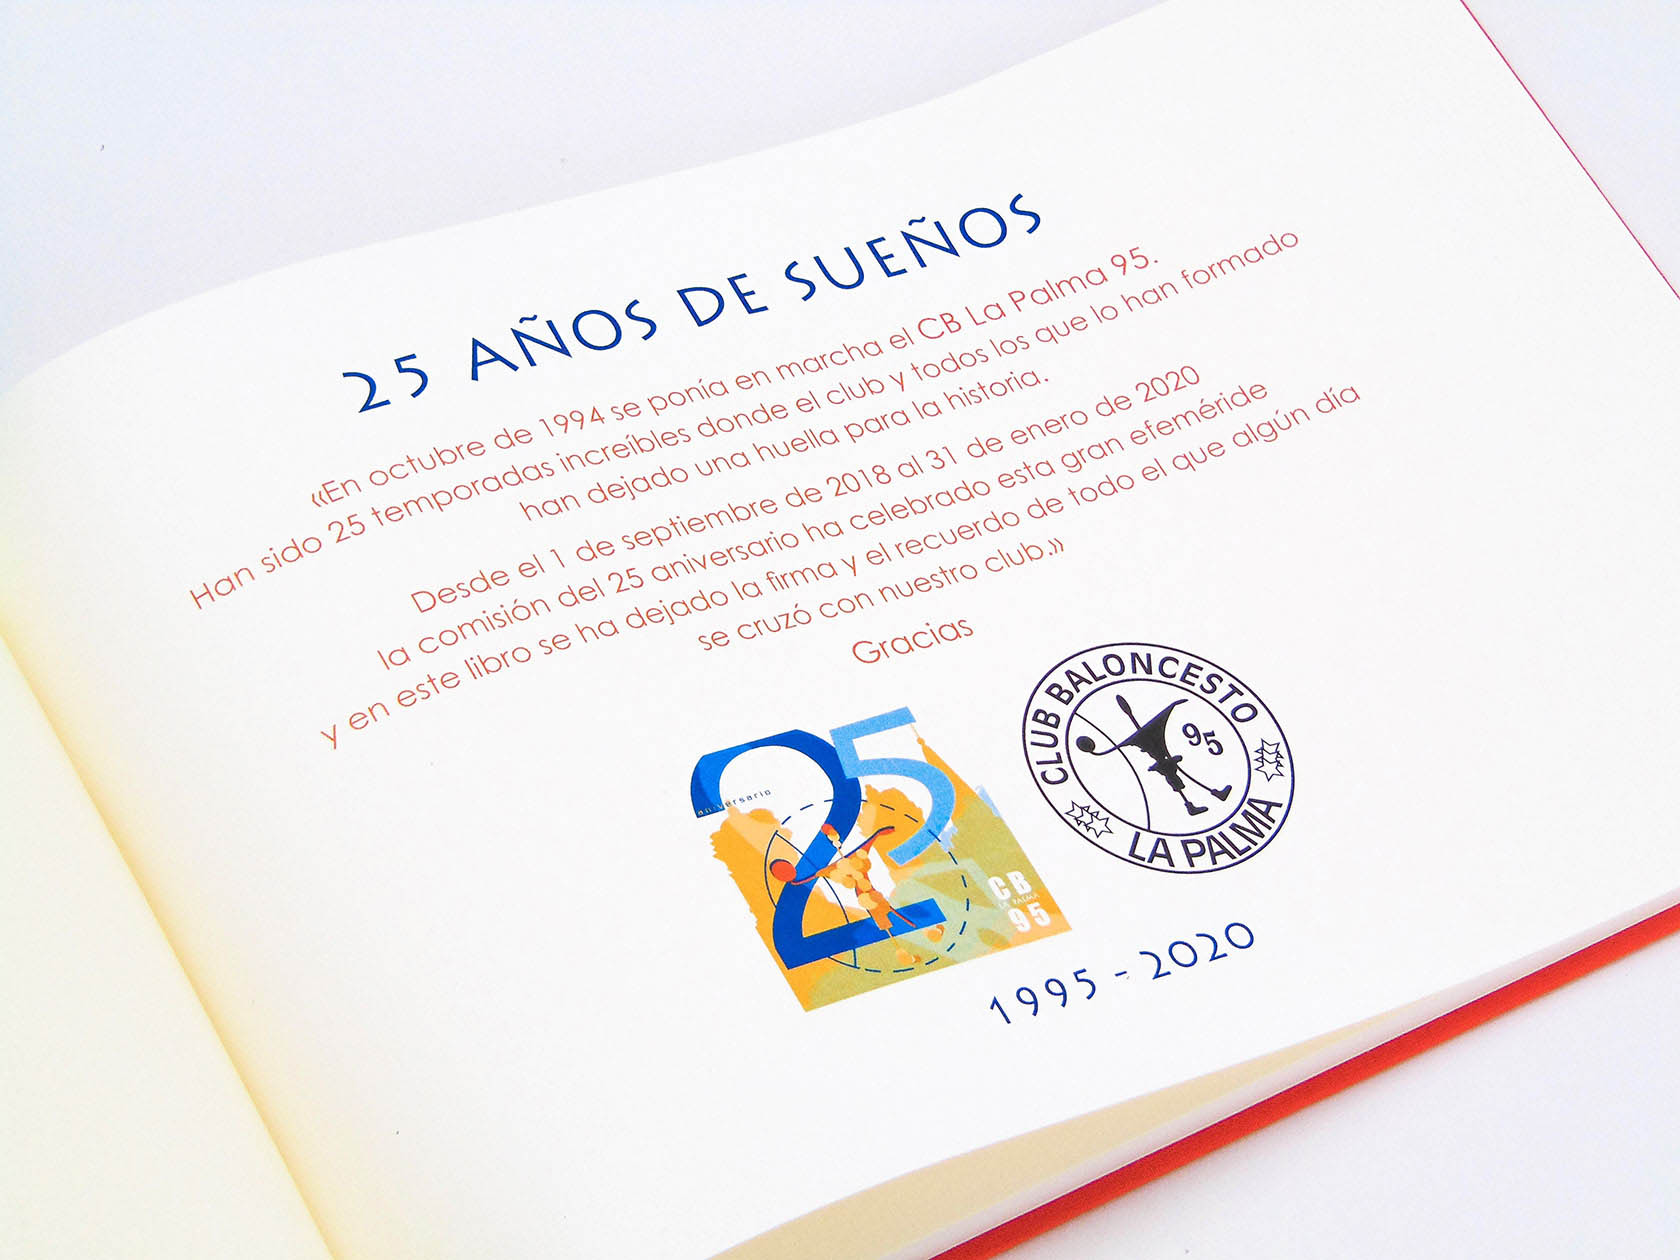 25 AÑOS DE SUEÑOS
«En octubre de 1994 se ponía en marcha el CB La Palma 95.
Han sido 25 temporadas increíbles donde el club y todos los que lo han formado
han dejado una huella para la historia.
Desde el 1 de septiembre de 2018 al 31 de enero de 2020
la comisión del 25 aniversario ha celebrado esta gran efeméride
y en este libro se ha dejado la firma y el recuerdo de todo el que algún día
se cruzó con nuestro club.»
Gracias
25
aniversario
CB
LA PALMA
95
CLUB BALONCESTO
95
LA PALMA
1995 - 2020